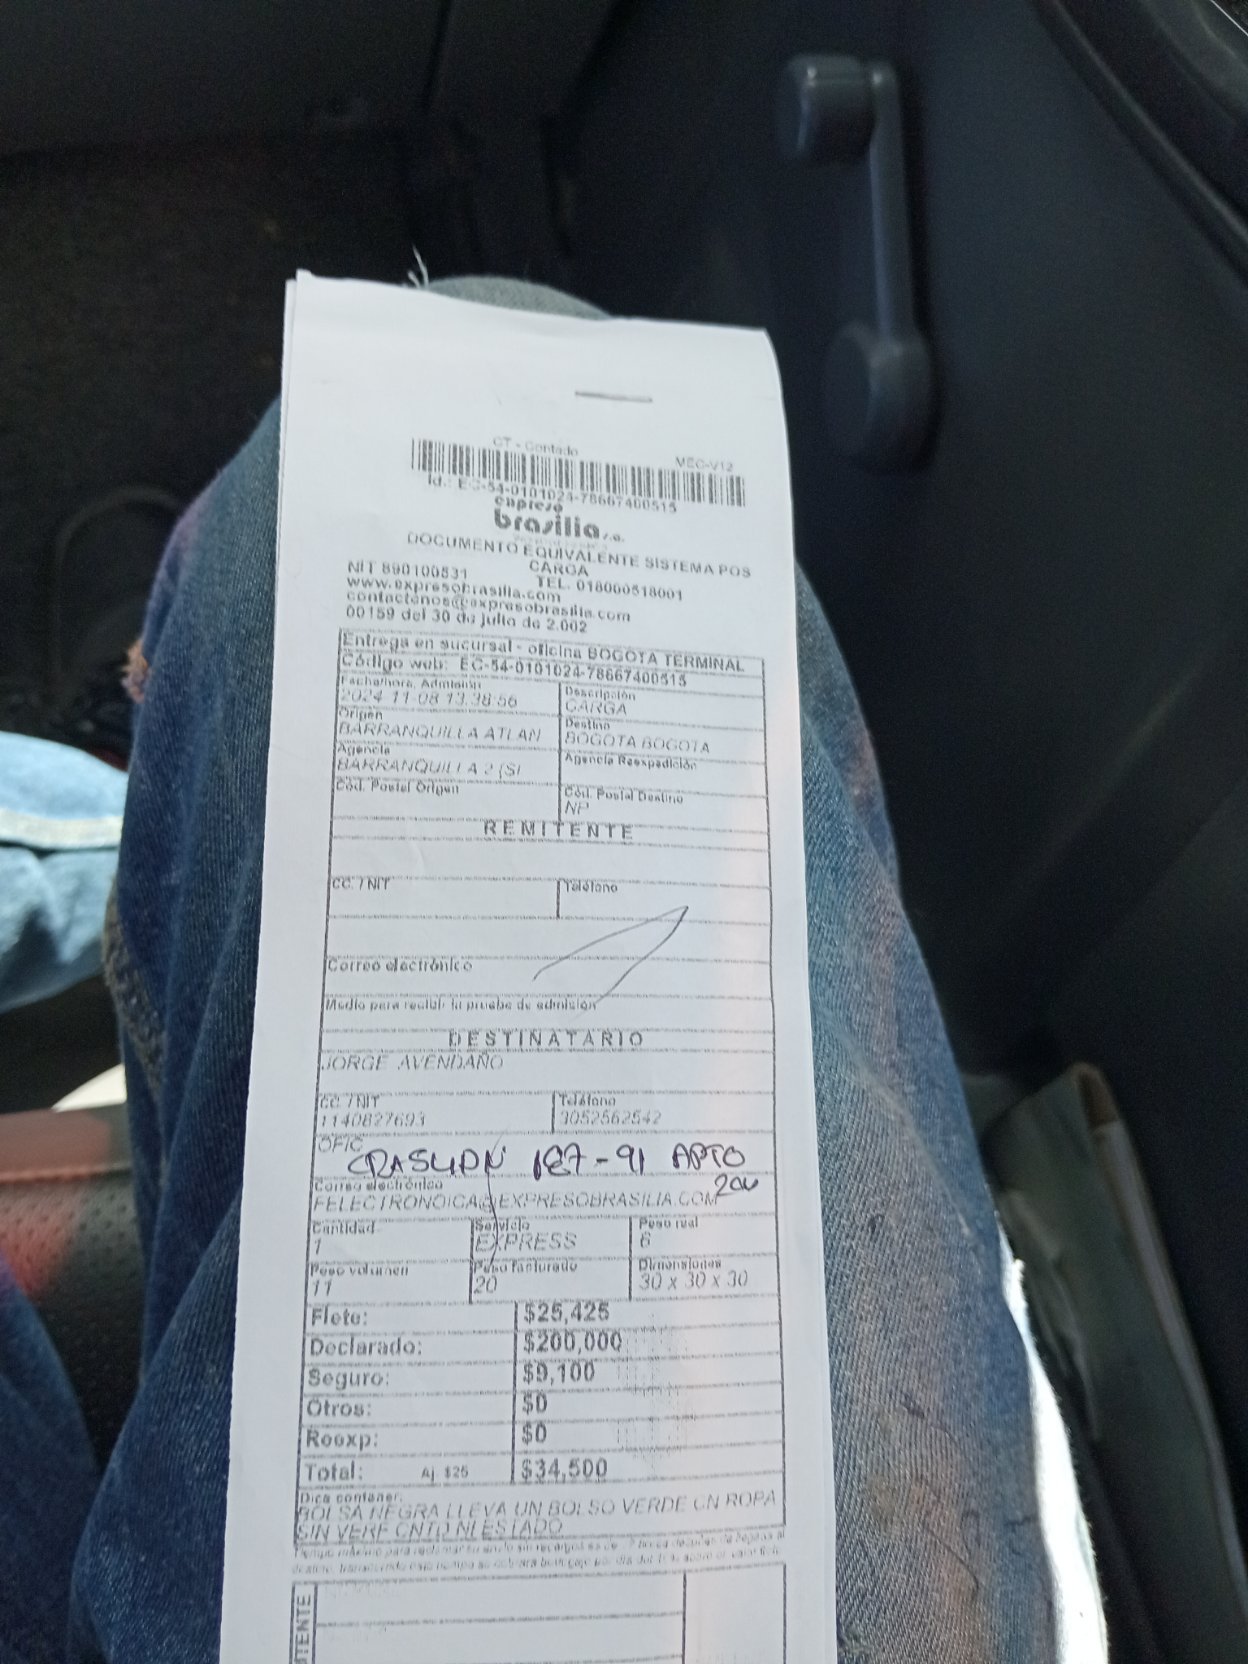 CT - Contado MEC-V12
Id.: EC-54-0101024-78667400515
expreso
brasilia s.a.
DOCUMENTO EQUIVALENTE SISTEMA POS
CARGA
NIT 890100531 TEL. 018000518001
www.expresobrasilia.com
contactenos@expresobrasilia.com
00159 del 30 de julio de 2.002
Entrega en sucursal - oficina BOGOTA TERMINAL
Código web: EC-54-0101024-78667400515
Fecha/hora, Admisión Descripción
2024-11-08 13:38:56 CARGA
Origen Destino
BARRANQUILLA ATLAN BOGOTA BOGOTA
Agencia Agencia Reexpedición
BARRANQUILLA 2 (SI
Cód. Postal Origen Cód. Postal Destino
NP
REMITENTE
CC. / NIT Teléfono
Correo electrónico
Medio para recibir la prueba de admisión
DESTINATARIO
JORGE AVENDAÑO
CC. / NIT Teléfono
1140827693 3052562542
OFIC
187-91 APTO
Correo electrónico
FELECTRONOICA@EXPRESOBRASILIA.COM
Cantidad Servicio Peso real
1 EXPRESS 6
Peso volumen Peso facturado Dimensiones
11 20 30 x 30 x 30
Flete: $25,425
Declarado: $200,000
Seguro: $9,100
Otros: $0
Reexp: $0
Total: Aj $25 $34,500
Dice contener:
BOLSA NEGRA LLEVA UN BOLSO VERDE CN ROPA
SIN VERF CNTD NI ESTADO